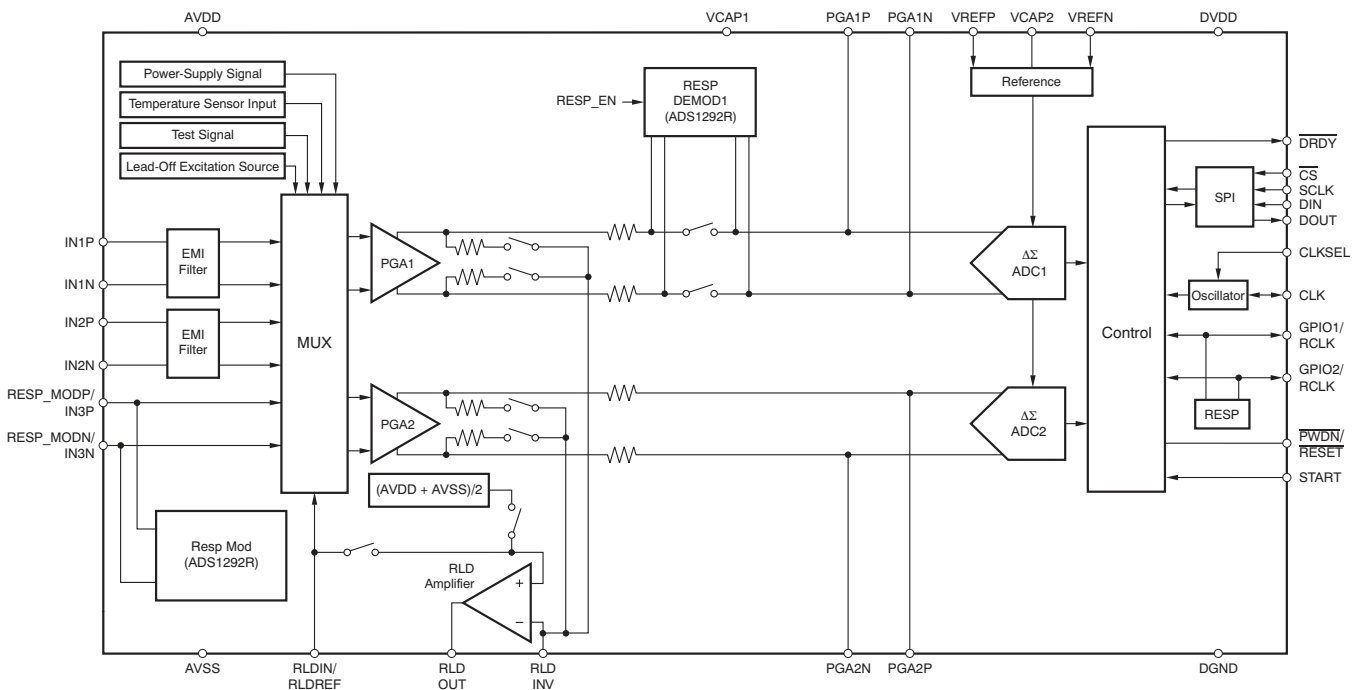 AVDD
VCAP1
PGA1P
PGA1N
VREFP
VCAP2
VREFN
DVDD
Power-Supply Signal
Temperature Sensor Input
Test Signal
Lead-Off Excitation Source
RESP_EN
RESP
DEMOD1
(ADS1292R)
Reference
DRDY
CS
SCLK
DIN
DOUT
SPI
CLKSEL
Oscillator
CLK
GPIO1/
RCLK
GPIO2/
RCLK
RESP
PWDN/
RESET
START
Control
IN1P
IN1N
EMI
Filter
IN2P
IN2N
EMI
Filter
RESP_MODP/
IN3P
RESP_MODN/
IN3N
MUX
PGA1
PGA2
ΔΣ
ADC1
ΔΣ
ADC2
(AVDD + AVSS)/2
Resp Mod
(ADS1292R)
RLD
Amplifier
+
−
AVSS
RLDIN/
RLDREF
RLD
OUT
RLD
INV
PGA2N
PGA2P
DGND